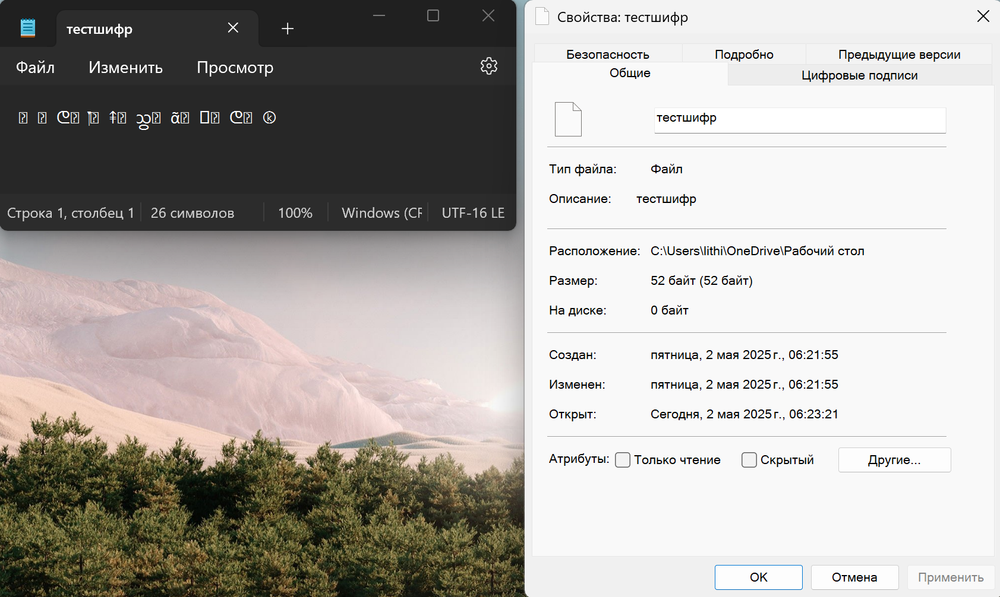 тестшифр
Файл Изменить Просмотр
Строка 1, столбец 1 26 символов 100% Windows (CF UTF-16 LE
Свойства: тестшифр
Безопасность Подробно Предыдущие версии
Общие Цифровые подписи
тестшифр
Тип файла: Файл
Описание: тестшифр
Расположение: C:\Users\lithi\OneDrive\Рабочий стол
Размер: 52 байт (52 байт)
На диске: 0 байт
Создан: пятница, 2 мая 2025 г., 06:21:55
Изменен: пятница, 2 мая 2025 г., 06:21:55
Открыт: Сегодня, 2 мая 2025 г., 06:23:21
Атрибуты: Только чтение Скрытый Другие...
OK Отмена Применить